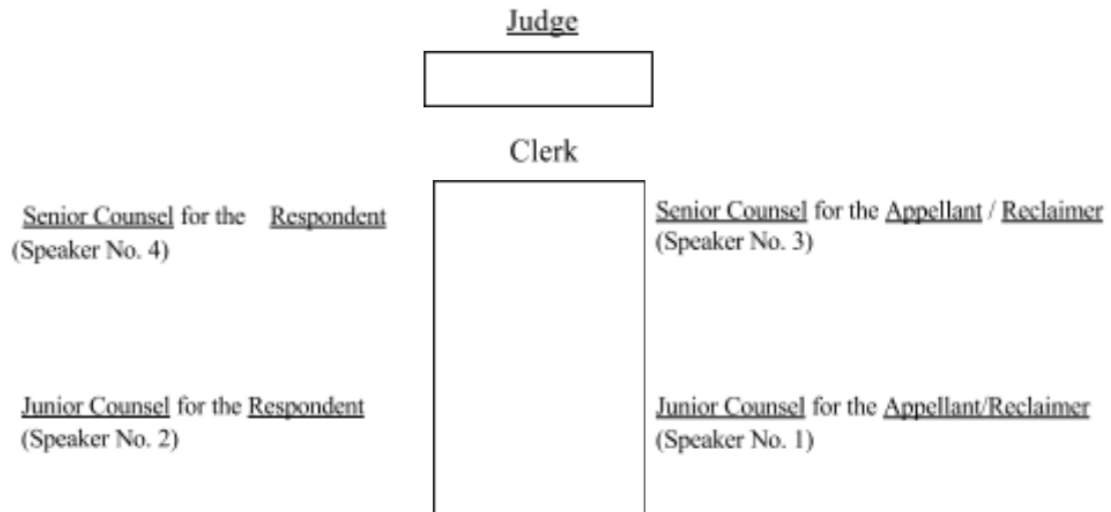 Judge
Clerk
Senior Counsel for the Respondent
(Speaker No. 4)
Senior Counsel for the Appellant / Reclaimer
(Speaker No. 3)
Junior Counsel for the Respondent
(Speaker No. 2)
Junior Counsel for the Appellant/Reclaimer
(Speaker No. 1)